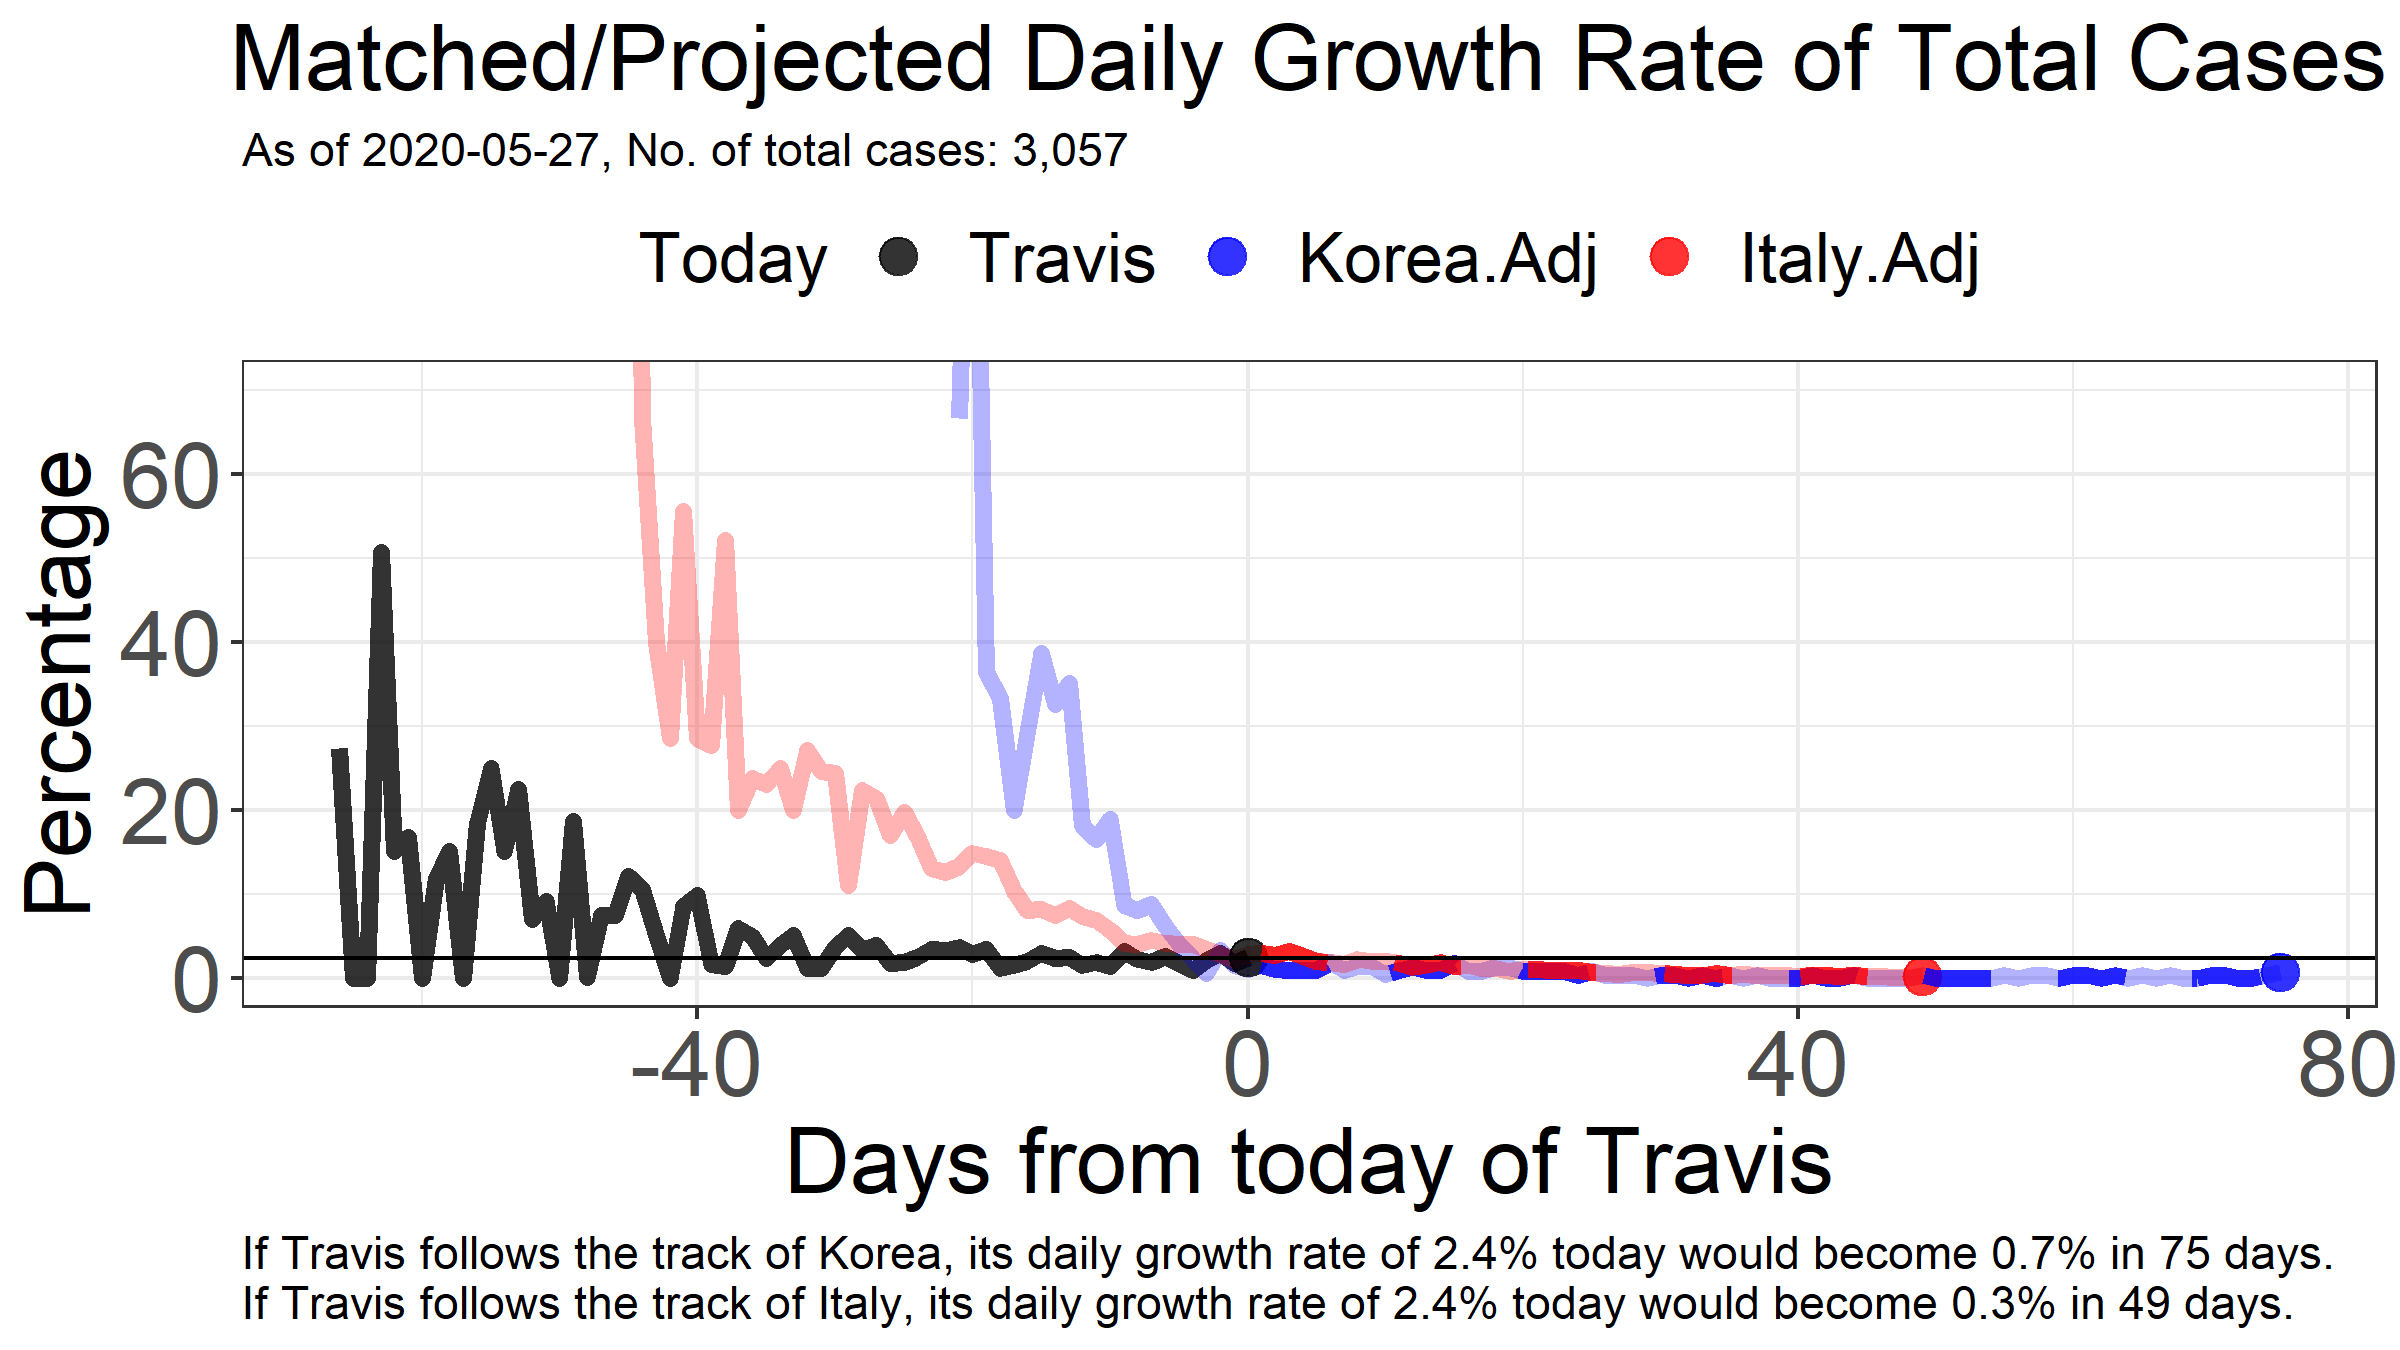 Matched/Projected Daily Growth Rate of Total Cases
As of 2020-05-27, No. of total cases: 3,057
Today Travis Korea.Adj Italy.Adj
Percentage
60
40
20
0
-40 0 40 80
Days from today of Travis
If Travis follows the track of Korea, its daily growth rate of 2.4% today would become 0.7% in 75 days.
If Travis follows the track of Italy, its daily growth rate of 2.4% today would become 0.3% in 49 days.